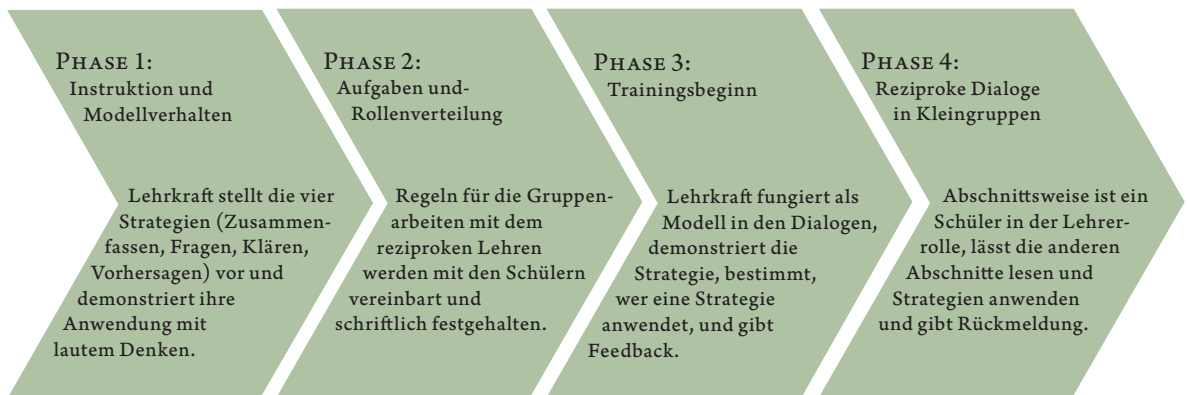 PHASE 1:
Instruktion und
Modellverhalten
Lehrkraft stellt die vier
Strategien (Zusammen-
fassen, Fragen, Klären,
Vorhersagen) vor und
demonstriert ihre
Anwendung mit
lautem Denken.
PHASE 2:
Aufgaben und-
Rollenverteilung
Regeln für die Gruppen-
arbeiten mit dem
reziproken Lehren
werden mit den Schülern
vereinbart und
schriftlich festgehalten.
PHASE 3:
Trainingsbeginn
Lehrkraft fungiert als
Modell in den Dialogen,
demonstriert die
Strategie, bestimmt,
wer eine Strategie
anwendet, und gibt
Feedback.
PHASE 4:
Reziproke Dialoge
in Kleingruppen
Abschnittsweise ist ein
Schüler in der Lehrer-
rolle, lässt die anderen
Abschnitte lesen und
Strategien anwenden
und gibt Rückmeldung.